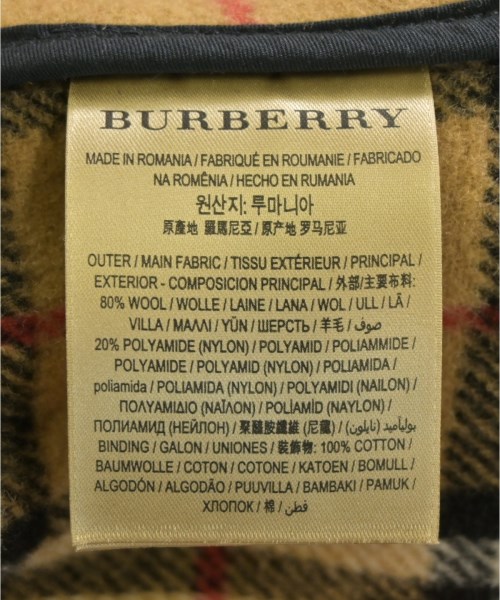 BURBERRY
MADE IN ROMANIA / FABRIQUÉ EN ROUMANIE / FABRICADO
NA ROMÊNIA / HECHO EN RUMANIA
원산지: 루마니아
原產地 羅馬尼亞 / 原产地 罗马尼亚
OUTER / MAIN FABRIC / TISSU EXTÉRIEUR / PRINCIPAL /
EXTERIOR - COMPOSICION PRINCIPAL / 外部/主要布料:
80% WOOL / WOLLE / LAINE / LANA / WOL / ULL / LÃ /
VILLA / ΜΑΛΛΙ / YÜN / ШЕРСТЬ / 羊毛 / صوف /
20% POLYAMIDE (NYLON) / POLYAMID / POLIAMMIDE /
POLYAMIDE / POLYAMID (NYLON) / POLIAMIDA /
poliamida / POLIAMIDA (NYLON) / POLYAMIDI (NAILON) /
ΠΟΛΥΑΜΙΔΙΟ (ΝΑΪΛΟΝ) / POLİAMİD (NAYLON) /
ПОЛИАМИД (НЕЙЛОН) / 聚醯胺纖維 (尼龍) / بولياميد (نايلون) /
BINDING / GALON / UNIONES / 裝飾物: 100% COTTON /
BAUMWOLLE / COTON / COTONE / KATOEN / BOMULL /
ALGODÓN / ALGODÃO / PUUVILLA / ΒΑΜΒΑΚΙ / PAMUK /
ХЛОПОК / 棉 / قطن /